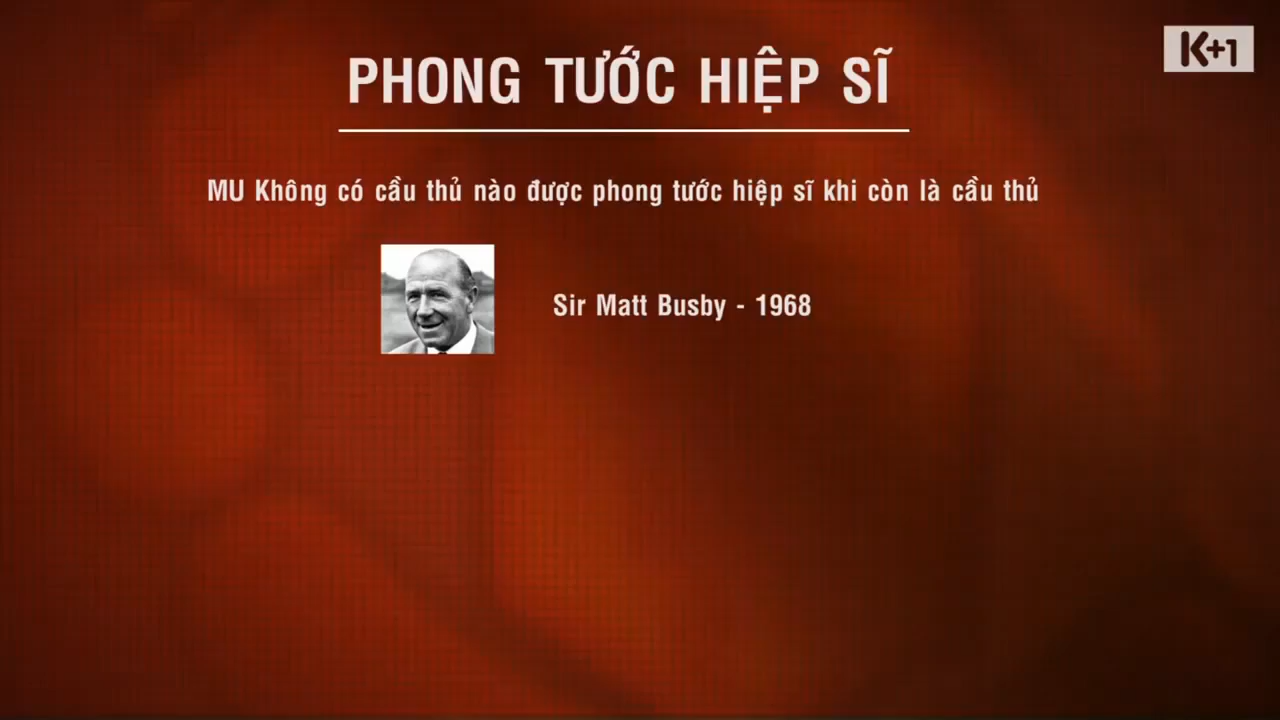 K+1
PHONG TƯỚC HIỆP SĨ
MU Không có cầu thủ nào được phong tước hiệp sĩ khi còn là cầu thủ
Sir Matt Busby - 1968